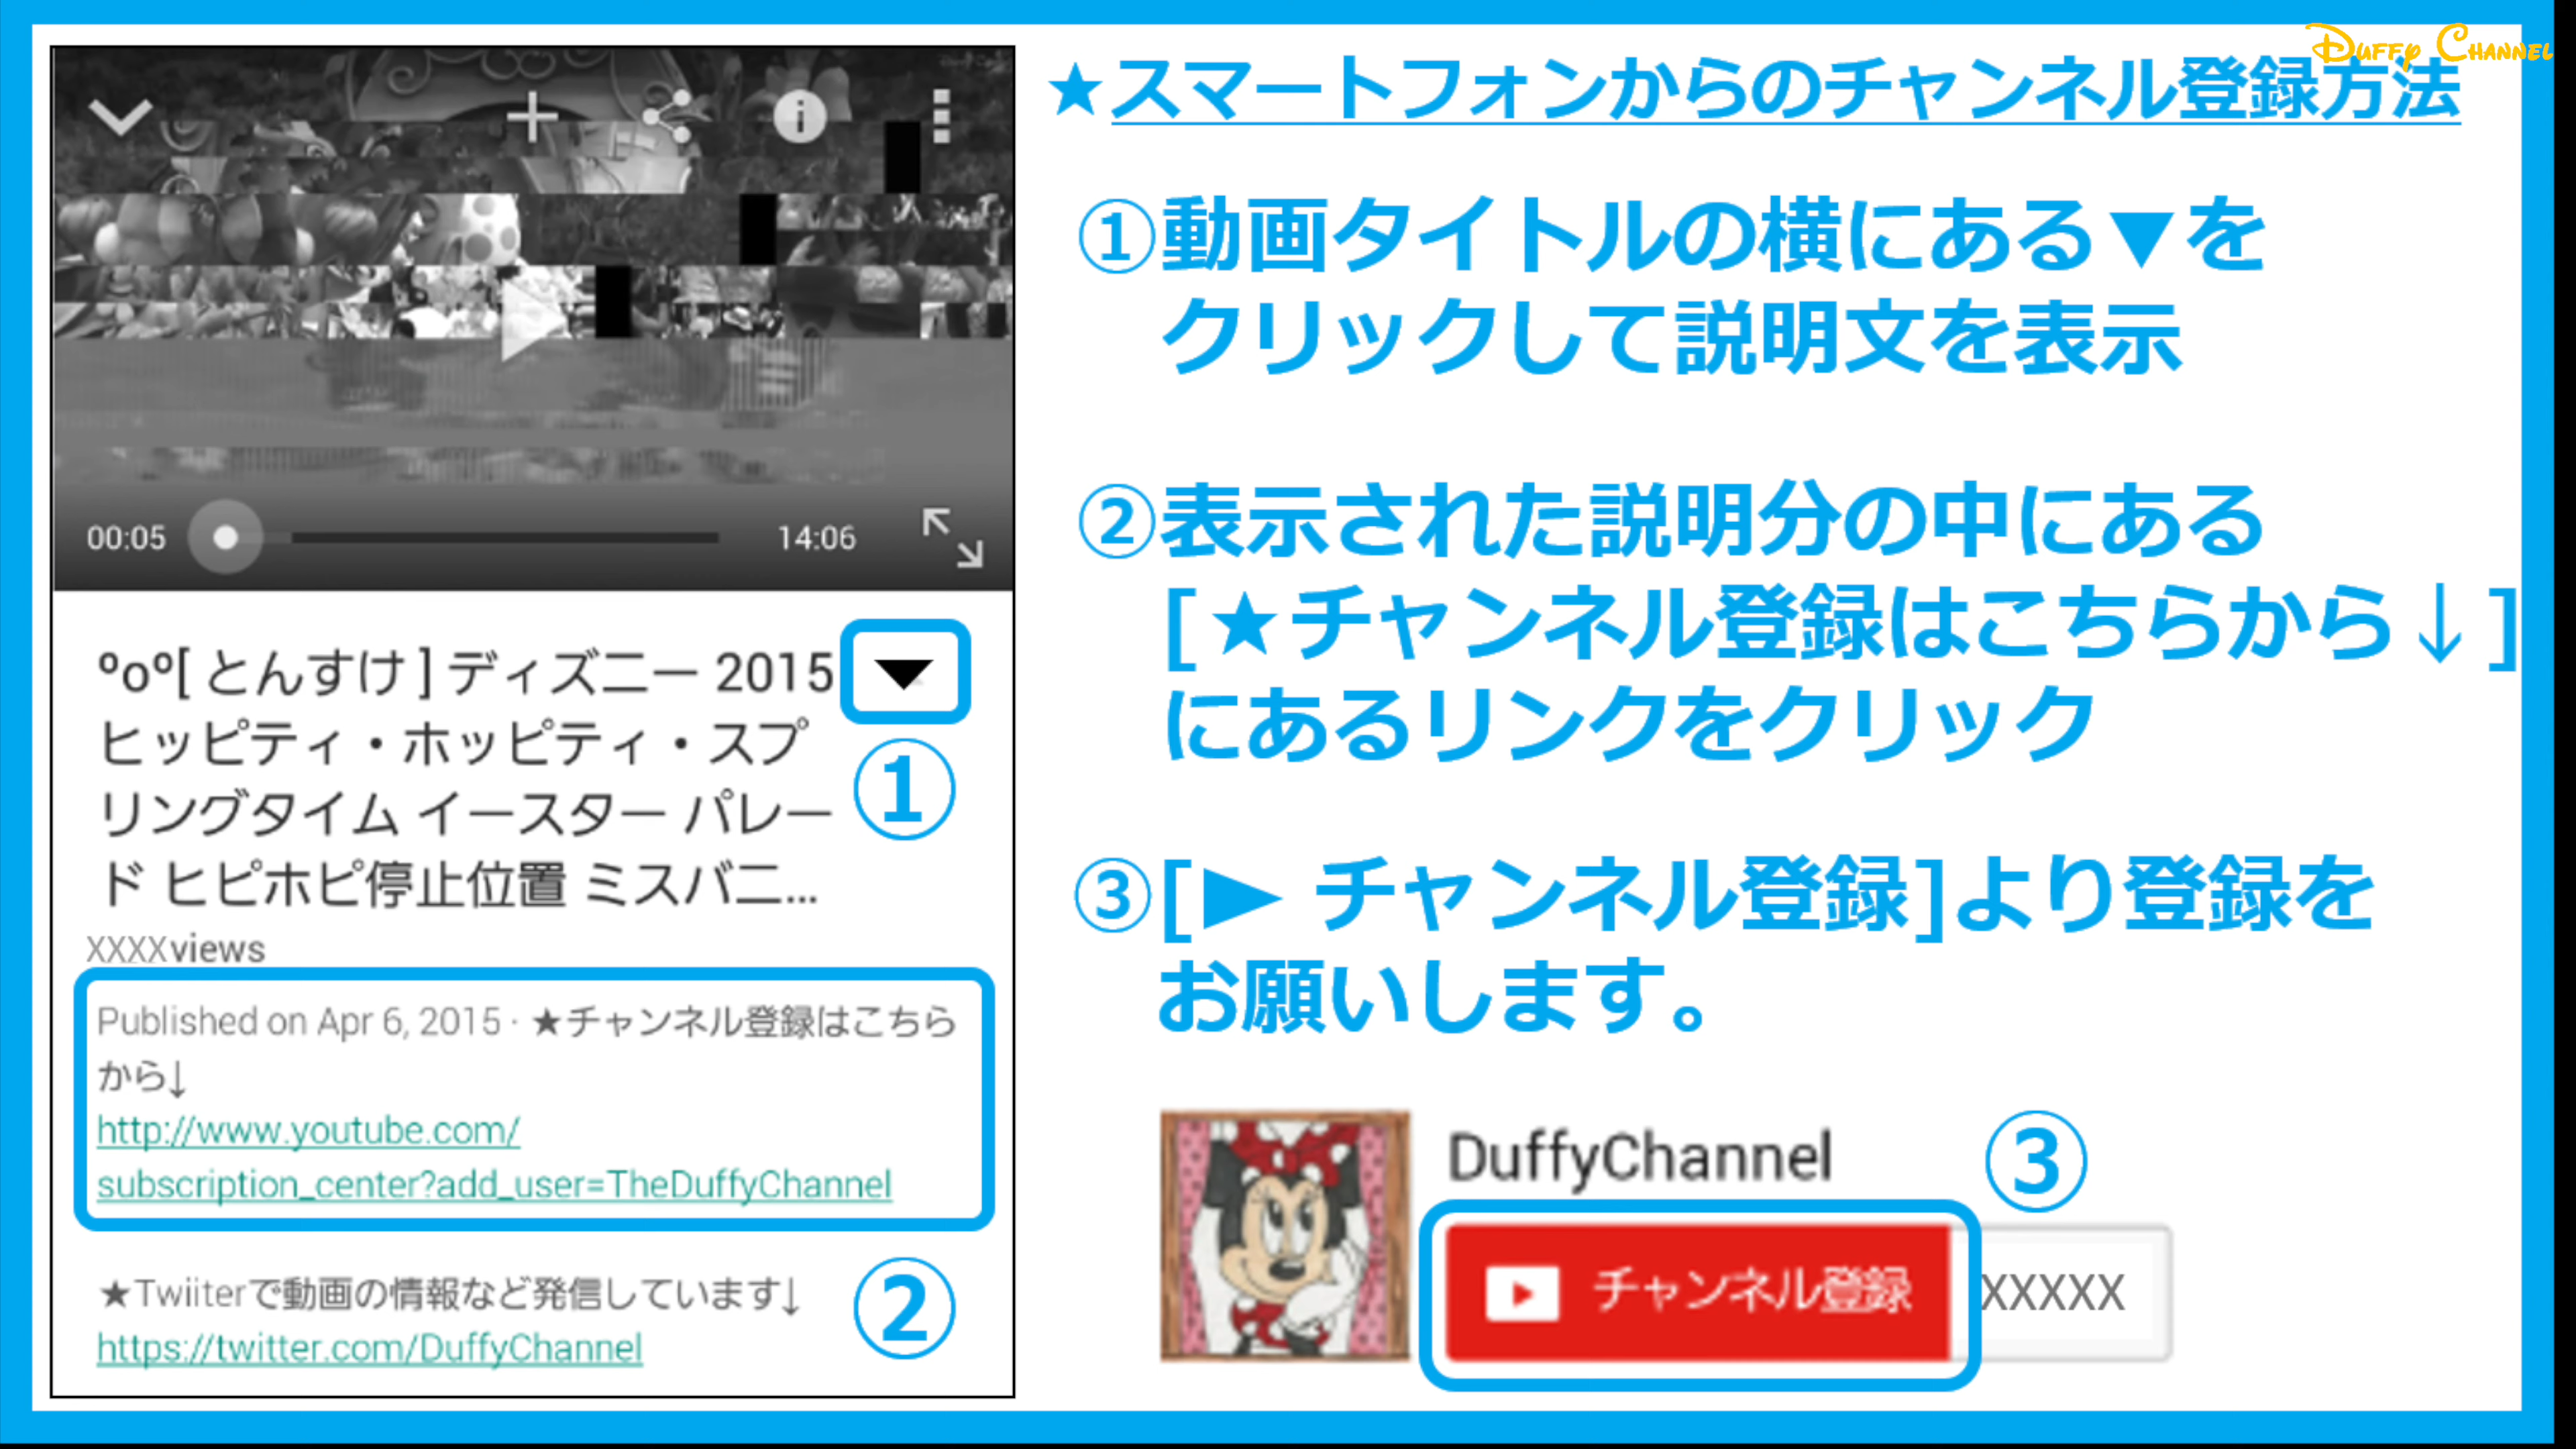 Duffy Channel
★スマートフォンからのチャンネル登録方法
①動画タイトルの横にある▼を
クリックして説明文を表示
②表示された説明分の中にある
[★チャンネル登録はこちらから↓]
にあるリンクをクリック
③[▶ チャンネル登録]より登録を
お願いします。
00:05
14:06
ºoº[とんすけ]ディズニー 2015
ヒッピティ・ホッピティ・スプ
リングタイム イースター パレー
ド ヒピホピ停止位置 ミスバニ...
①
XXXXviews
Published on Apr 6, 2015 · ★チャンネル登録はこちら
から↓
http://www.youtube.com/
subscription_center?add_user=TheDuffyChannel
★Twiiterで動画の情報など発信しています↓
https://twitter.com/DuffyChannel
②
DuffyChannel
③
チャンネル登録
XXXXX